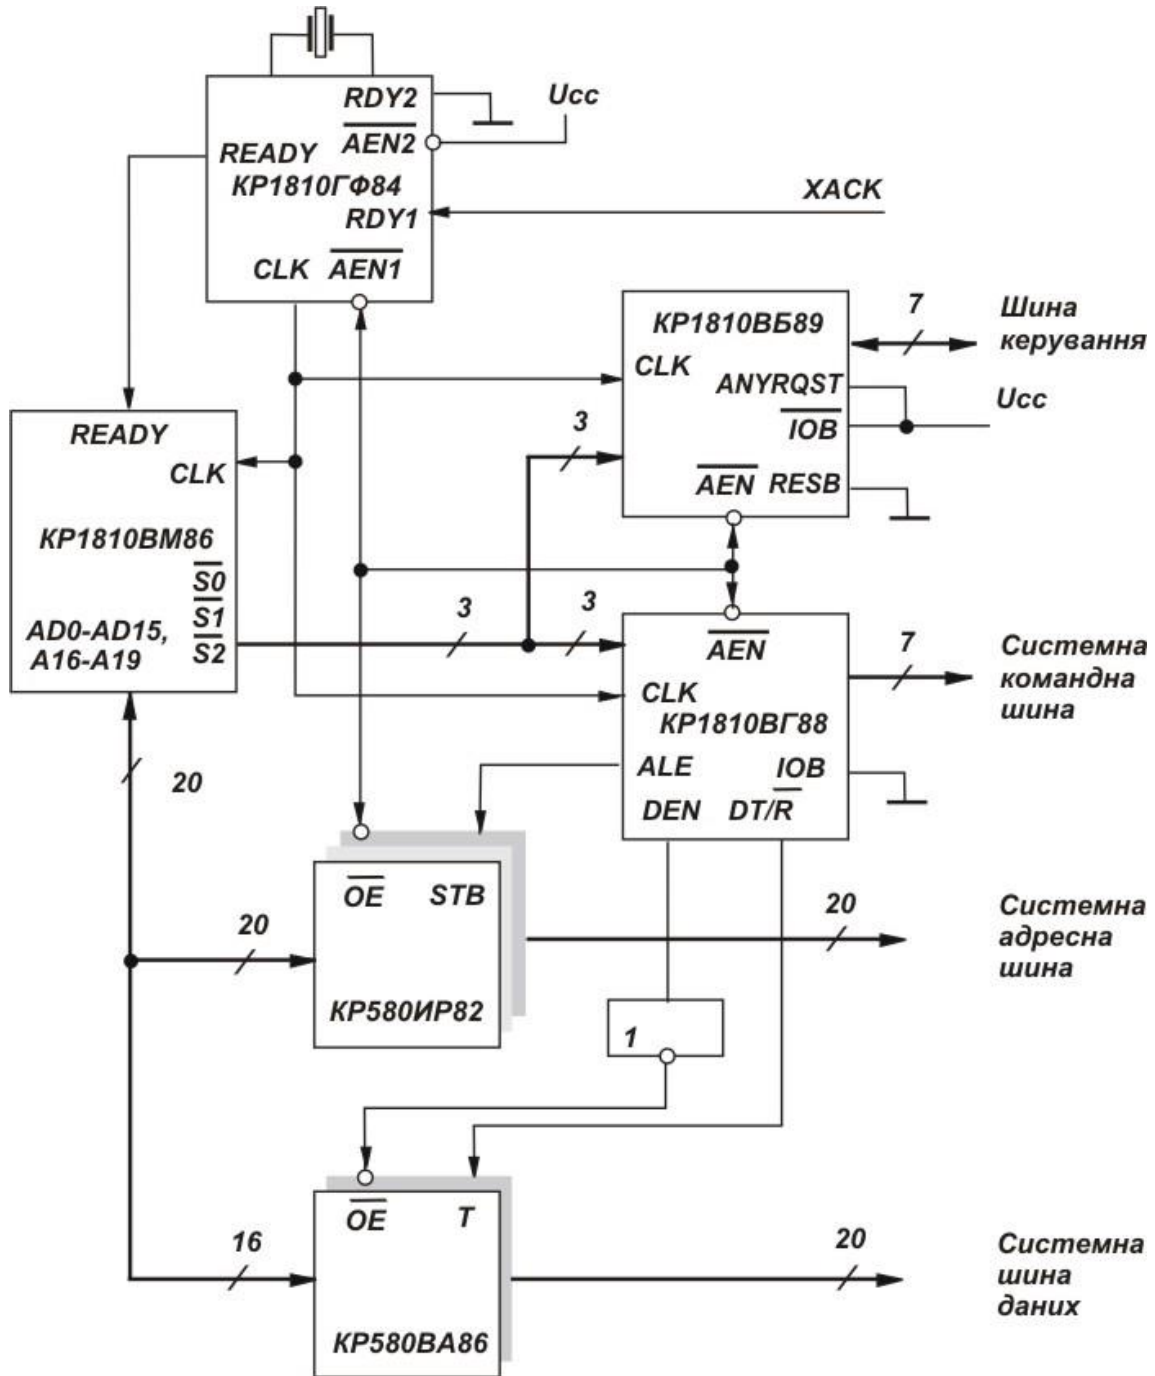 RDY2
Ucc
AEN2
READY
КР1810ГФ84
XACK
RDY1
CLK AEN1
КР1810ВБ89
7
Шина
керування
CLK
ANYRQST
Ucc
READY
3
IOB
CLK
AEN RESB
КР1810ВМ86
S0
3
3
S1
AD0-AD15,
A16-A19
S2
AEN
7
Системна
командна
шина
CLK
КР1810ВГ88
20
ALE
IOB
DEN
DT/R
OE STB
20
20
Системна
адресна
шина
КР580ИР82
1
OE T
16
20
Системна
шина
даних
КР580ВА86